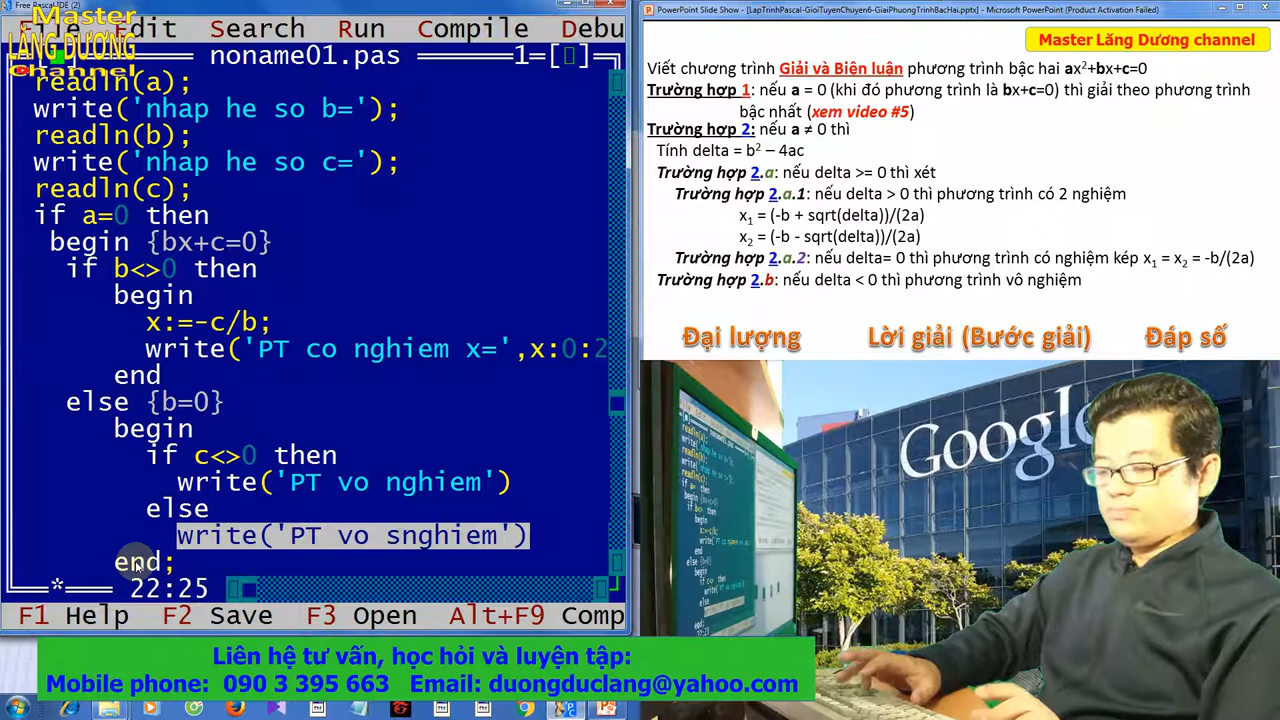 Free Pascal IDE (2)
Master
LĂNG DƯƠNG
Channel
Edit Search Run Compile Debu
noname01.pas 1=[ ]
readln(a);
write('nhap he so b=');
readln(b);
write('nhap he so c=');
readln(c);
if a=0 then
begin {bx+c=0}
if b<>0 then
begin
x:=-c/b;
write('PT co nghiem x=',x:0:2
end
else {b=0}
begin
if c<>0 then
write('PT vo nghiem')
else
write('PT vo snghiem')
end;
* 22:25
F1 Help F2 Save F3 Open Alt+F9 Comp
PowerPoint Slide Show - [LapTrinhPascal-GioiTuyenChuyen6-GiaiPhuongTrinhBacHai.pptx] - Microsoft PowerPoint (Product Activation Failed)
Master Lăng Dương channel
Viết chương trình Giải và Biện luận phương trình bậc hai ax²+bx+c=0
Trường hợp 1: nếu a = 0 (khi đó phương trình là bx+c=0) thì giải theo phương trình
bậc nhất (xem video #5)
Trường hợp 2: nếu a ≠ 0 thì
Tính delta = b² – 4ac
Trường hợp 2.a: nếu delta >= 0 thì xét
Trường hợp 2.a.1: nếu delta > 0 thì phương trình có 2 nghiệm
x₁ = (-b + sqrt(delta))/(2a)
x₂ = (-b - sqrt(delta))/(2a)
Trường hợp 2.a.2: nếu delta= 0 thì phương trình có nghiệm kép x₁ = x₂ = -b/(2a)
Trường hợp 2.b: nếu delta < 0 thì phương trình vô nghiệm
Đại lượng Lời giải (Bước giải) Đáp số
Google
Liên hệ tư vấn, học hỏi và luyện tập:
Mobile phone: 090 3 395 663 Email: duongduclang@yahoo.com